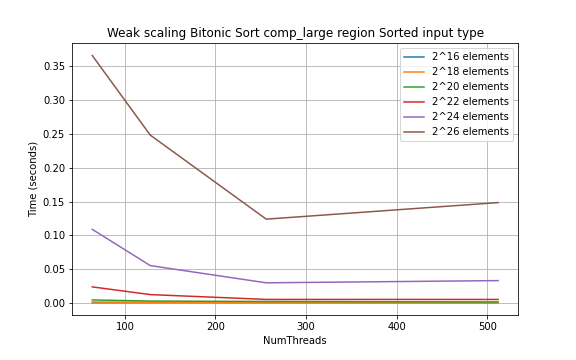 Weak scaling Bitonic Sort comp_large region Sorted input type
2^16 elements
2^18 elements
2^20 elements
2^22 elements
2^24 elements
2^26 elements
Time (seconds)
0.35
0.30
0.25
0.20
0.15
0.10
0.05
0.00
100 200 300 400 500
NumThreads